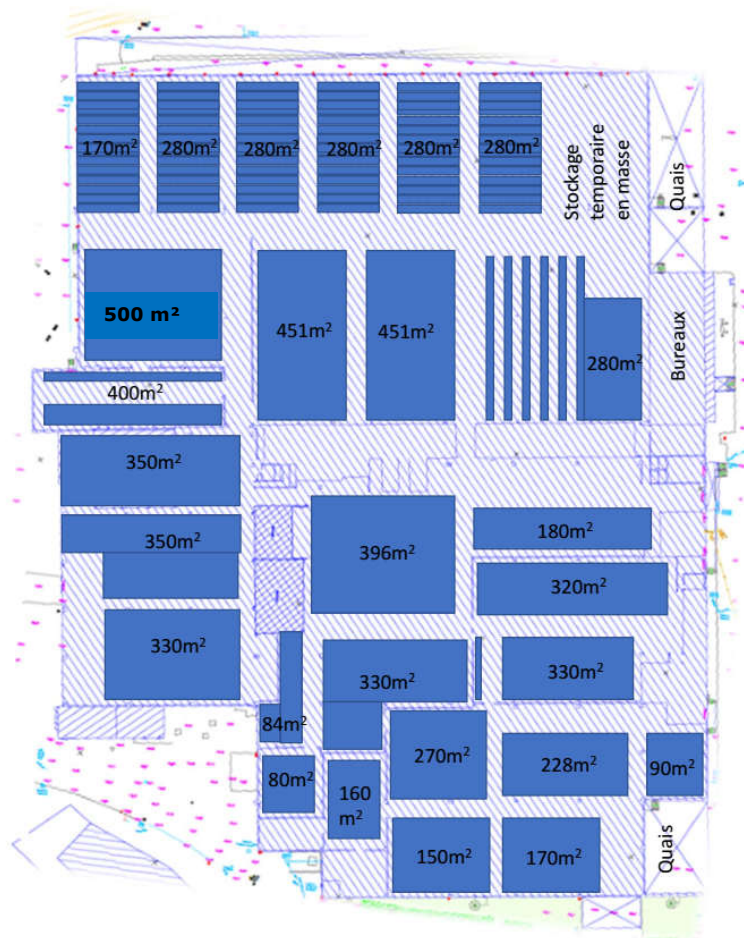 170m²
280m²
280m²
280m²
280m²
280m²
Stockage
temporaire
en masse
Quais
500 m²
451m²
451m²
280m²
Bureaux
400m²
350m²
350m²
396m²
180m²
320m²
330m²
330m²
330m²
84m²
270m²
228m²
90m²
80m²
160
m²
150m²
170m²
Quais